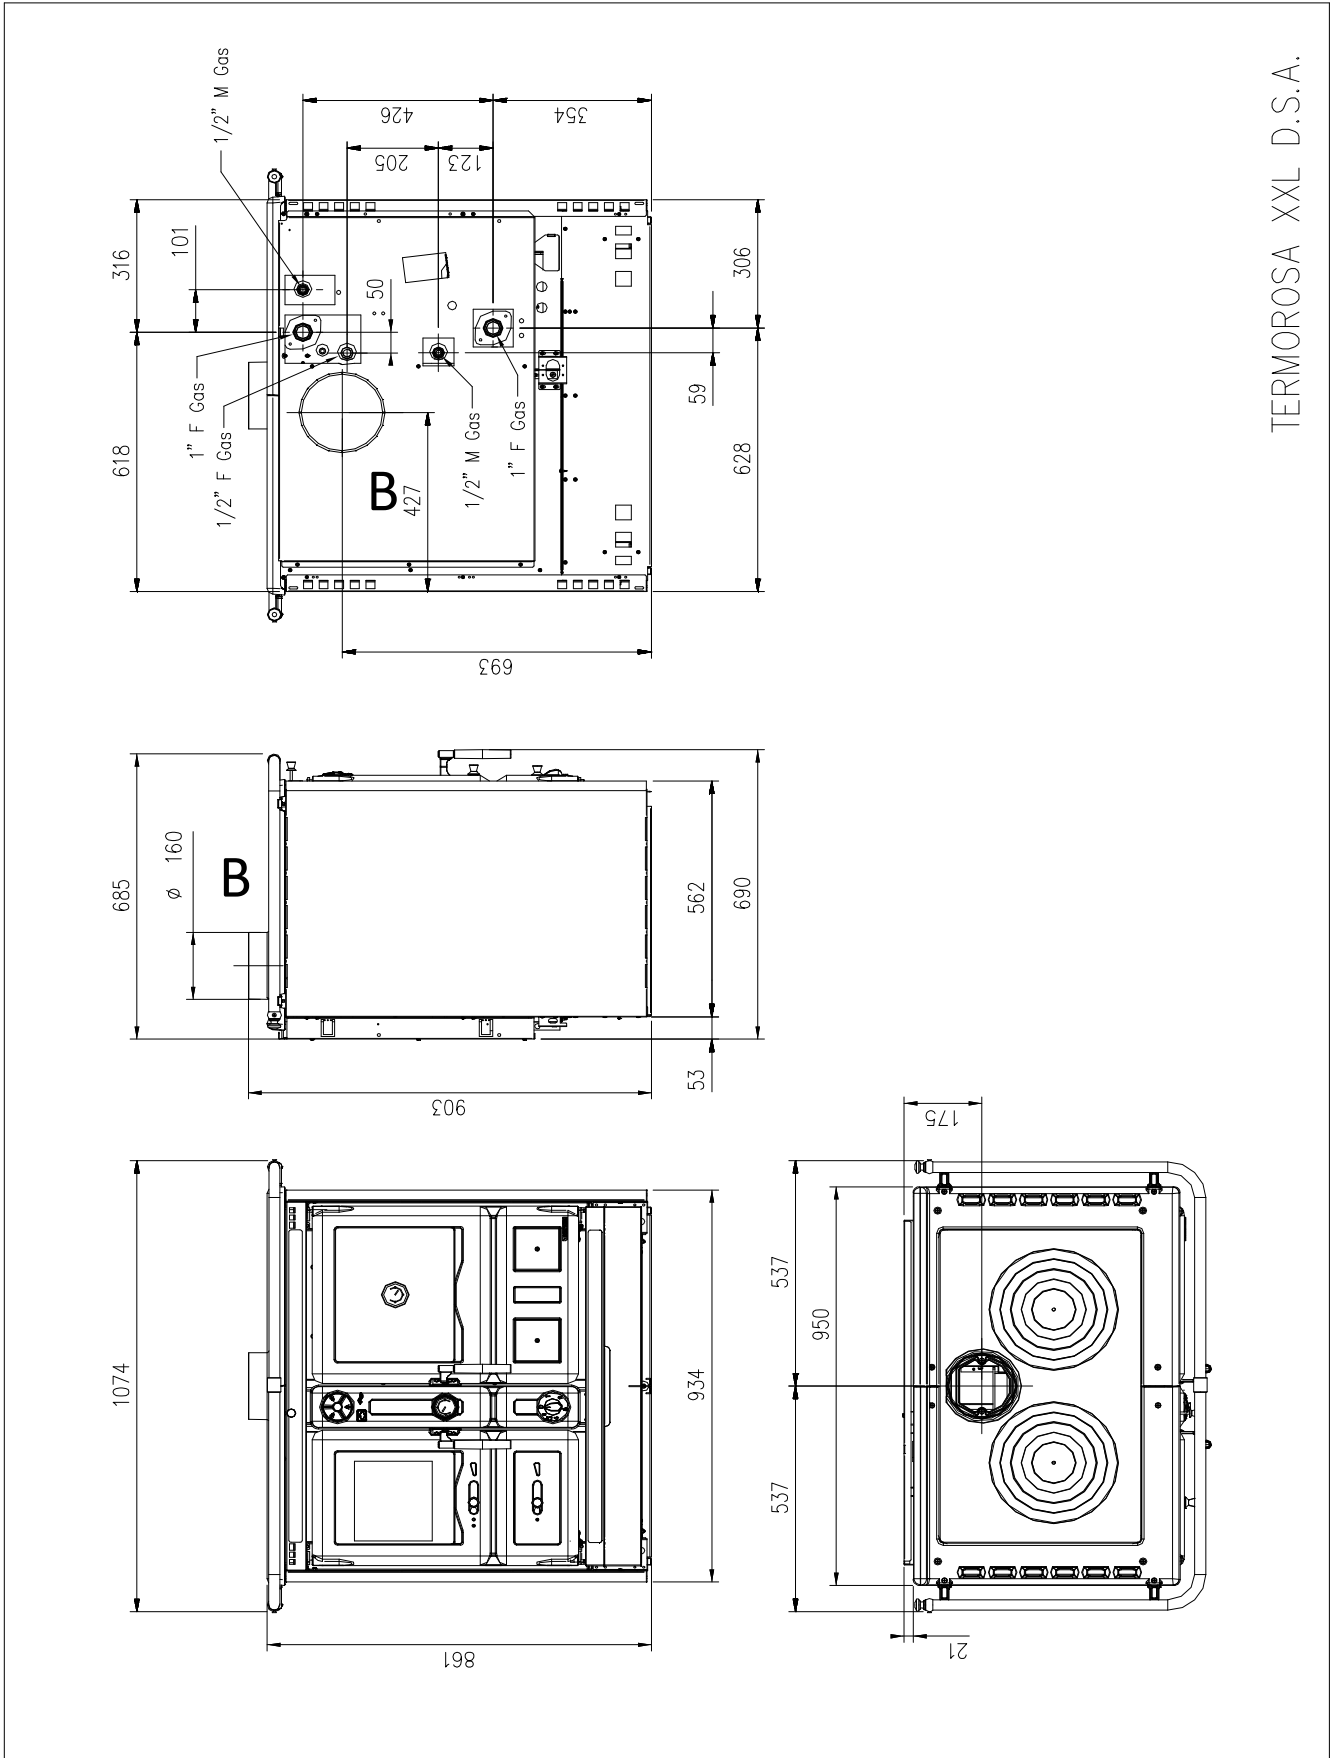 TERMOROSA XXL D.S.A.
1/2" M Gas
426
354
205
123
316
101
306
50
1" F Gas
1/2" F Gas
59
618
B
427
1/2" M Gas
1" F Gas
628
693
685
Ø 160
B
562
690
53
903
1074
934
861
175
537
950
537
21